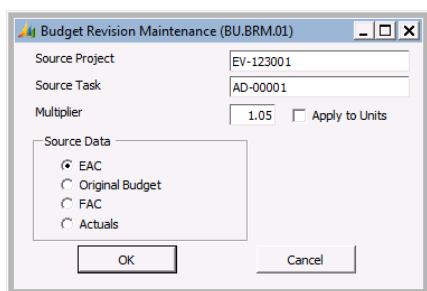 Budget Revision Maintenance (BU.BRM.01)
Source Project EV-123001
Source Task AD-00001
Multiplier 1.05 Apply to Units
Source Data
EAC
Original Budget
FAC
Actuals
OK Cancel